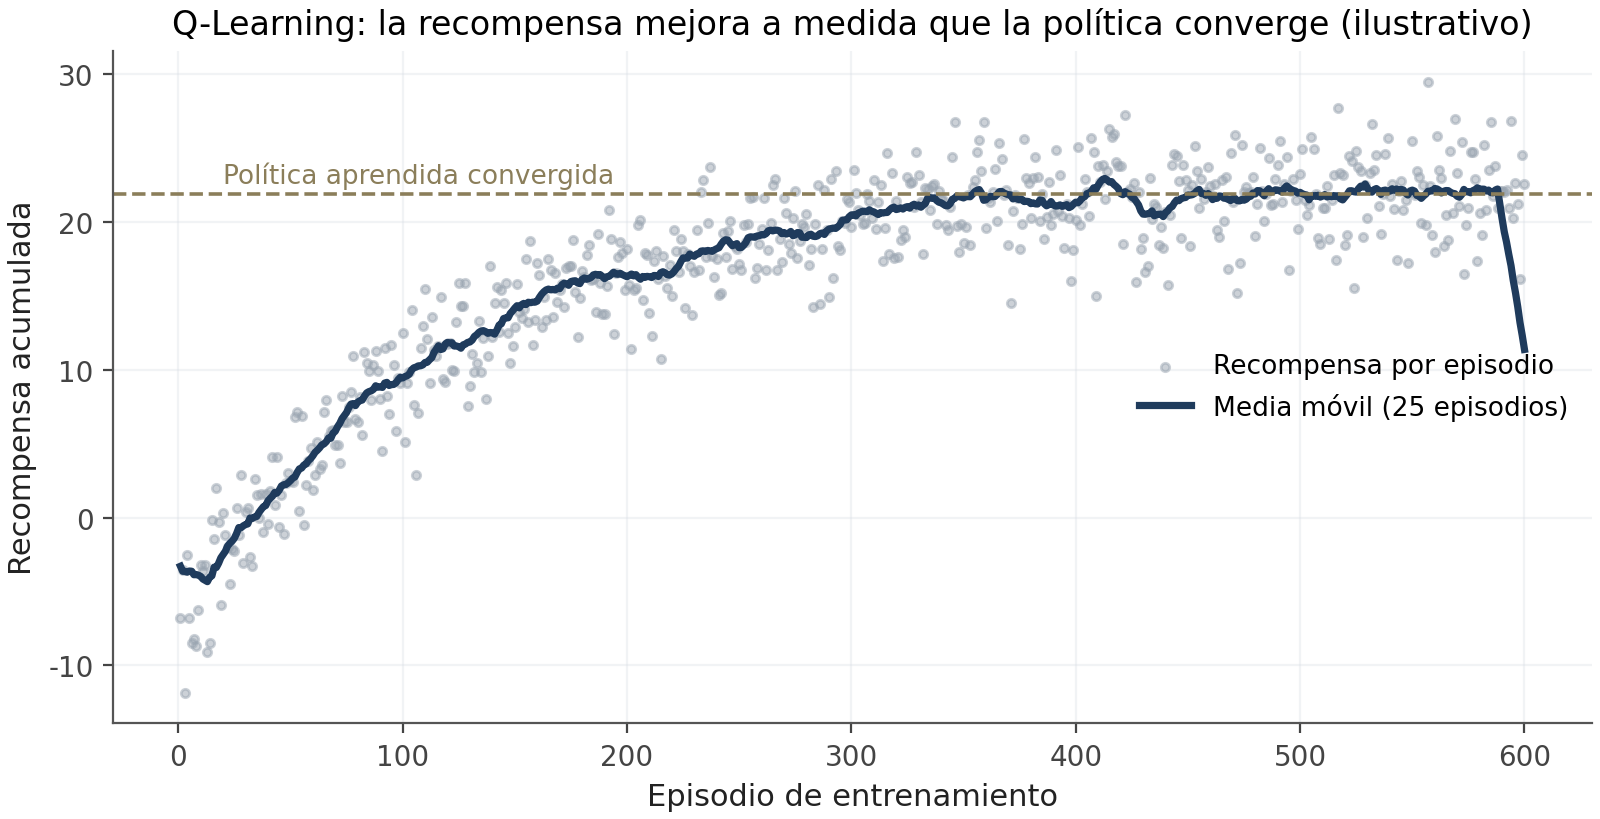 Q-Learning: la recompensa mejora a medida que la política converge (ilustrativo)
Recompensa acumulada
30
20
10
0
-10
Política aprendida convergida
Recompensa por episodio
Media móvil (25 episodios)
0 100 200 300 400 500 600
Episodio de entrenamiento